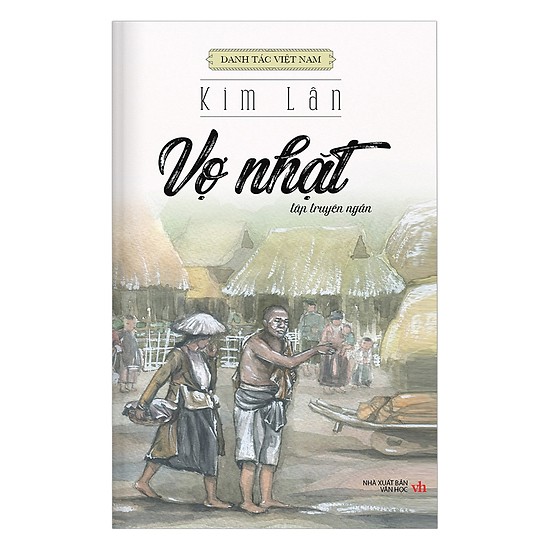 DANH TÁC VIỆT NAM
Kim Lân
Vợ nhặt
tập truyện ngắn
NHÀ XUẤT BẢN
VĂN HỌC vh